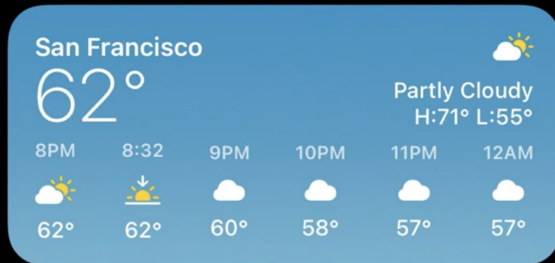 San Francisco
62°
Partly Cloudy
H:71° L:55°
8PM 8:32 9PM 10PM 11PM 12AM
62° 62° 60° 58° 57° 57°